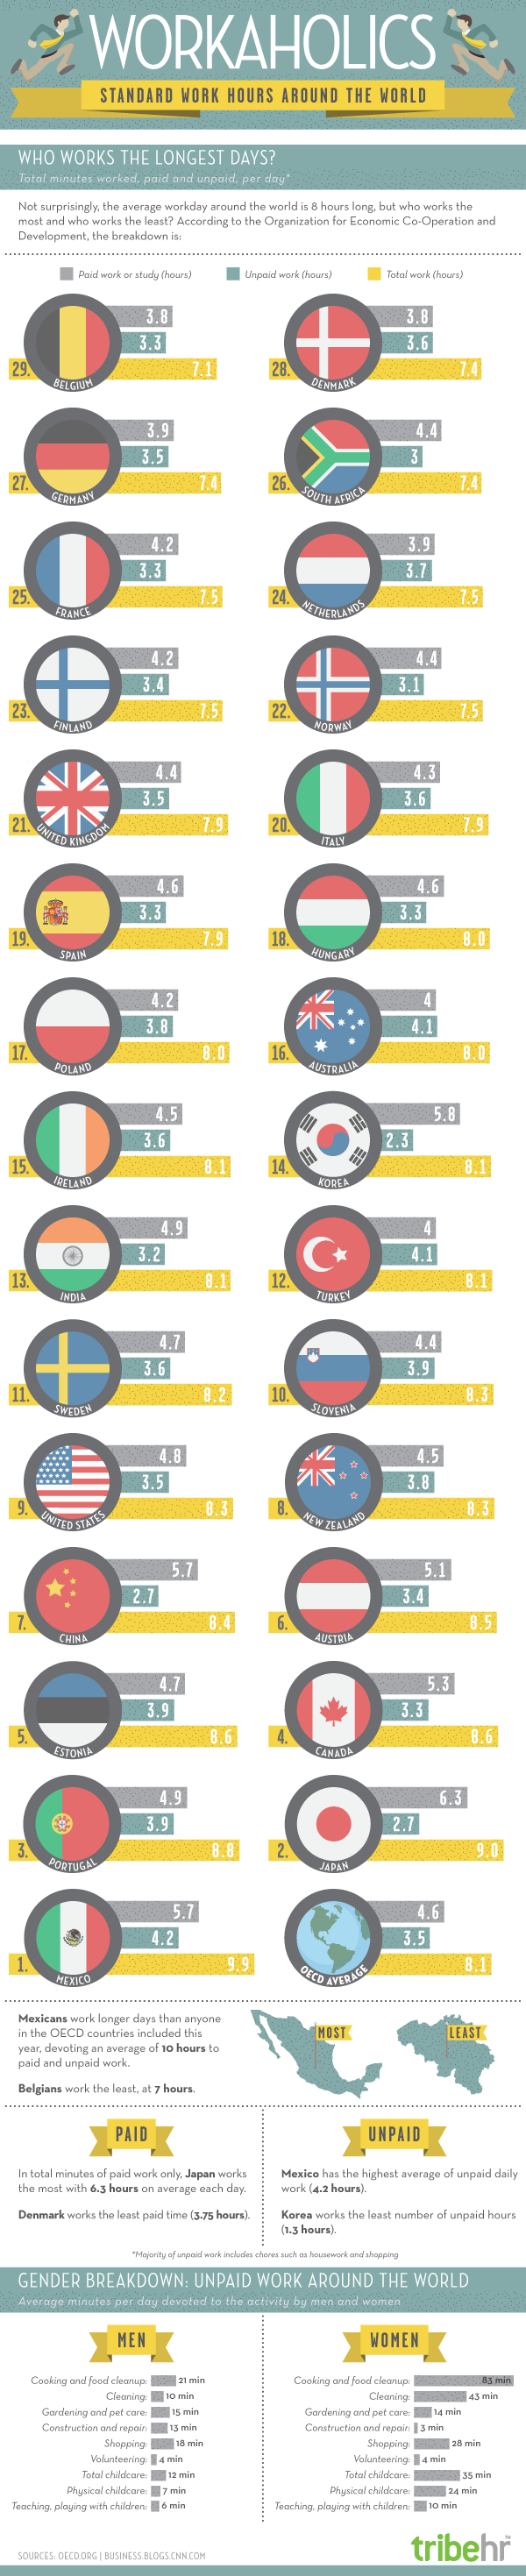 WORKAHOLICS
STANDARD WORK HOURS AROUND THE WORLD
WHO WORKS THE LONGEST DAYS?
Total minutes worked, paid and unpaid, per day*
Not surprisingly, the average workday around the world is 8 hours long, but who works the
most and who works the least? According to the Organization for Economic Co-Operation and
Development, the breakdown is:
Paid work or study (hours) Unpaid work (hours) Total work (hours)
3.8
3.3
29. 7.1
BELGIUM
3.8
3.6
28. 7.4
DENMARK
3.9
3.5
27. 7.4
GERMANY
4.4
3
26. 7.4
SOUTH AFRICA
4.2
3.3
25. 7.5
FRANCE
3.9
3.7
24. 7.5
NETHERLANDS
4.2
3.4
23. 7.5
FINLAND
4.4
3.1
22. 7.5
NORWAY
4.4
3.5
21. 7.9
UNITED KINGDOM
4.3
3.6
20. 7.9
ITALY
4.6
3.3
19. 7.9
SPAIN
4.6
3.3
18. 8.0
HUNGARY
4.2
3.8
17. 8.0
POLAND
4
4.1
16. 8.0
AUSTRALIA
4.5
3.6
15. 8.1
IRELAND
5.8
2.3
14. 8.1
KOREA
4.9
3.2
13. 8.1
INDIA
4
4.1
12. 8.1
TURKEY
4.7
3.6
11. 8.2
SWEDEN
4.4
3.9
10. 8.3
SLOVENIA
4.8
3.5
9. 8.3
UNITED STATES
4.5
3.8
8. 8.3
NEW ZEALAND
5.7
2.7
7. 8.4
CHINA
5.1
3.4
6. 8.5
AUSTRIA
4.7
3.9
5. 8.6
ESTONIA
5.3
3.3
4. 8.6
CANADA
4.9
3.9
3. 8.8
PORTUGAL
6.3
2.7
2. 9.0
JAPAN
5.7
4.2
1. 9.9
MEXICO
4.6
3.5
8.1
OECD AVERAGE
Mexicans work longer days than anyone
in the OECD countries included this
year, devoting an average of 10 hours to
paid and unpaid work.
Belgians work the least, at 7 hours.
MOST
LEAST
PAID
In total minutes of paid work only, Japan works
the most with 6.3 hours on average each day.
Denmark works the least paid time (3.75 hours).
UNPAID
Mexico has the highest average of unpaid daily
work (4.2 hours).
Korea works the least number of unpaid hours
(1.3 hours).
*Majority of unpaid work includes chores such as housework and shopping
GENDER BREAKDOWN: UNPAID WORK AROUND THE WORLD
Average minutes per day devoted to the activity by men and women
MEN
Cooking and food cleanup: 21 min
Cleaning: 10 min
Gardening and pet care: 15 min
Construction and repair: 13 min
Shopping: 18 min
Volunteering: 4 min
Total childcare: 12 min
Physical childcare: 7 min
Teaching, playing with children: 6 min
WOMEN
Cooking and food cleanup: 83 min
Cleaning: 43 min
Gardening and pet care: 14 min
Construction and repair: 3 min
Shopping: 28 min
Volunteering: 4 min
Total childcare: 35 min
Physical childcare: 24 min
Teaching, playing with children: 10 min
SOURCES: OECD.ORG | BUSINESS.BLOGS.CNN.COM
tribehr™